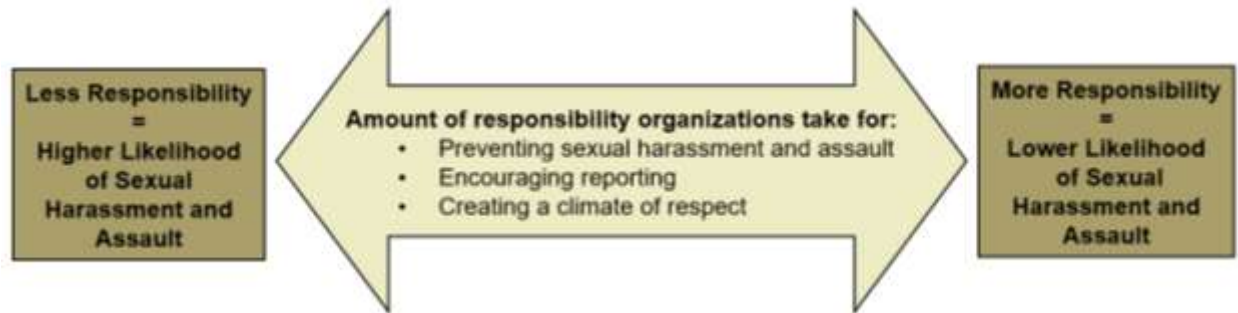 Less Responsibility
=
Higher Likelihood
of Sexual
Harassment and
Assault
Amount of responsibility organizations take for:
• Preventing sexual harassment and assault
• Encouraging reporting
• Creating a climate of respect
More Responsibility
=
Lower Likelihood
of Sexual
Harassment and
Assault